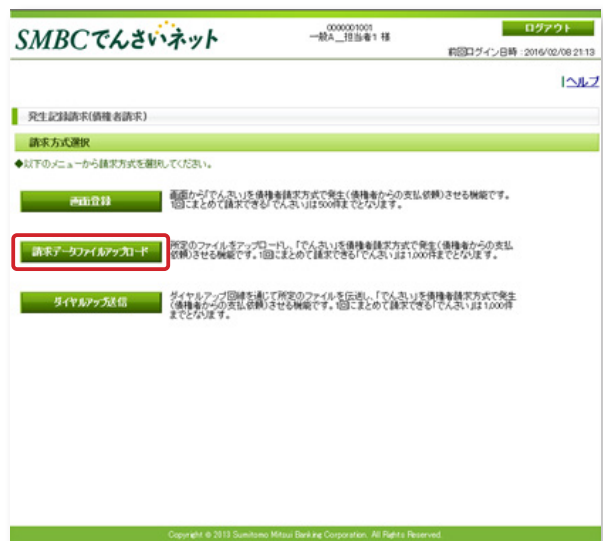 SMBCでんさいネット
0000001001
一般A__担当者1 様
ログアウト
前回ログイン日時 : 2016/02/08 21:13
|ヘルプ
発生記録請求(債権者請求)
請求方式選択
◆以下のメニューから請求方式を選択してください。
画面登録
画面から「でんさい」を債権者請求方式で発生(債権者からの支払依頼)させる機能です。
1回にまとめて請求できる「でんさい」は500件までとなります。
請求データファイルアップロード
所定のファイルをアップロードし、「でんさい」を債権者請求方式で発生(債権者からの支払
依頼)させる機能です。1回にまとめて請求できる「でんさい」は1,000件までとなります。
ダイヤルアップ送信
ダイヤルアップ回線を通じて所定のファイルを伝送し、「でんさい」を債権者請求方式で発生
(債権者からの支払依頼)させる機能です。1回にまとめて請求できる「でんさい」は1,000件
までとなります。
Copyright © 2013 Sumitomo Mitsui Banking Corporation. All Rights Reserved.